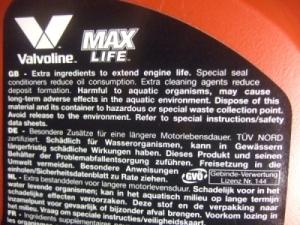 Valvoline™ MAX LIFE™
GB - Extra ingredients to extend engine life. Special seal
conditioners reduce oil consumption. Extra cleaning agents reduce
deposit formation. Harmful to aquatic organisms, may cause
long-term adverse effects in the aquatic environment. Dispose of this
material and its container to hazardous or special waste collection point.
Avoid release to the environment. Refer to special instructions/safety
data sheets.
DE - Besondere Zusätze für eine längere Motorlebensdauer. TÜV NORD
zertifiziert. Schädlich für Wasserorganismen, kann in Gewässern
längerfristig schädliche Wirkungen haben. Dieses Produkt und seinen
Behälter der Problemabfallentsorgung zuführen. Freisetzung in die
Umwelt vermeiden. Besondere Anweisungen
einholen/Sicherheitsdatenblatt zu Rate ziehen.
GVÖ Gebinde-Verwertung
Lizenz Nr. 144
NL - Extra bestanddelen voor langere motorlevensduur. Schadelijk voor in het
water levende organismen; kan in het aquatisch milieu op lange termijn
schadelijke effecten veroorzaken. Deze stof en de verpakking naar
inzamelpunt voor gevaarlijk of bijzonder afval brengen. Voorkom lozing in
het milieu. Vraag om speciale instructies/veiligheidskaart.
FR - Ingrédients supplémentaires